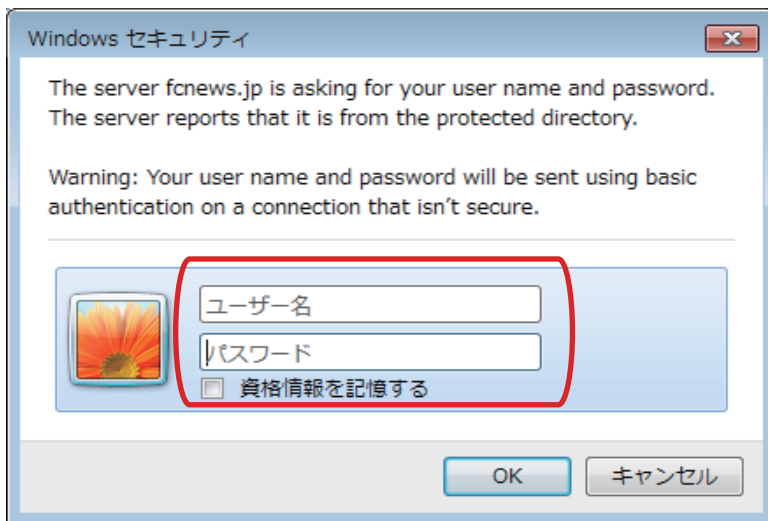 Windows セキュリティ
The server fcnews.jp is asking for your user name and password.
The server reports that it is from the protected directory.
Warning: Your user name and password will be sent using basic
authentication on a connection that isn't secure.
ユーザー名
パスワード
資格情報を記憶する
OK
キャンセル